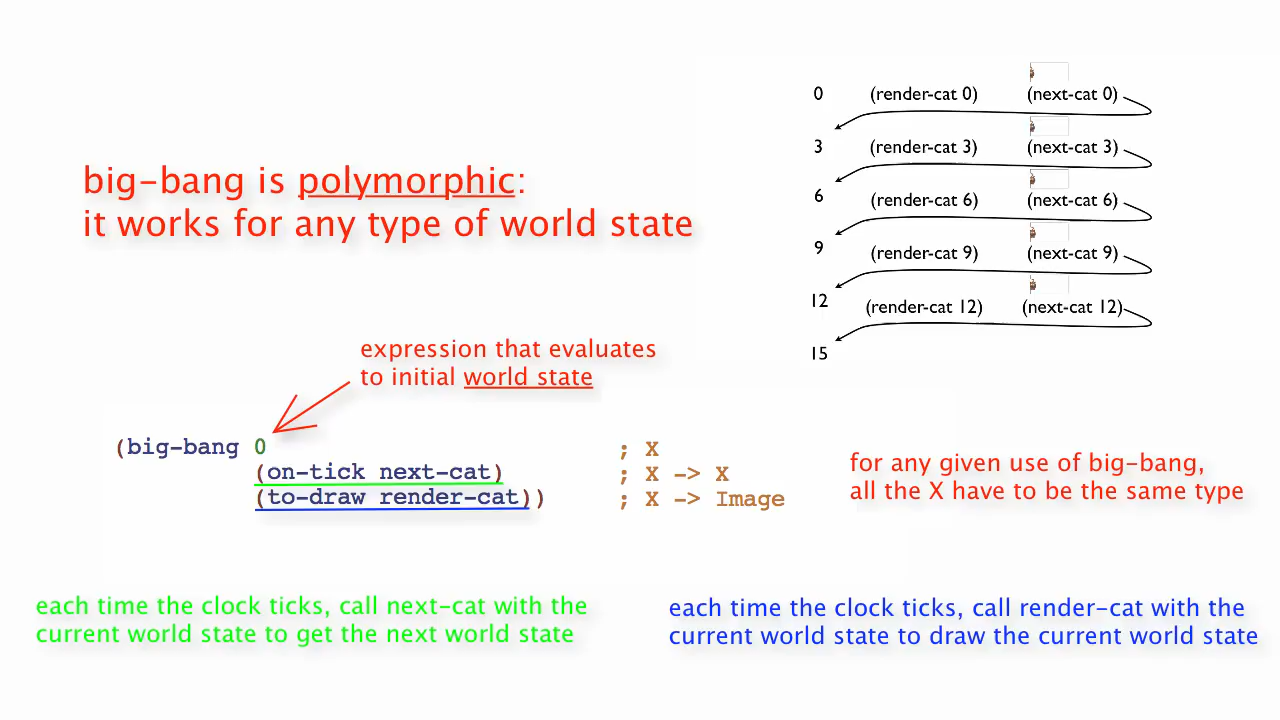 0 (render-cat 0) (next-cat 0)
3 (render-cat 3) (next-cat 3)
6 (render-cat 6) (next-cat 6)
9 (render-cat 9) (next-cat 9)
12 (render-cat 12) (next-cat 12)
15
big-bang is polymorphic:
it works for any type of world state
expression that evaluates
to initial world state
(big-bang 0 ; X
(on-tick next-cat) ; X -> X
(to-draw render-cat)) ; X -> Image
for any given use of big-bang,
all the X have to be the same type
each time the clock ticks, call next-cat with the
current world state to get the next world state
each time the clock ticks, call render-cat with the
current world state to draw the current world state